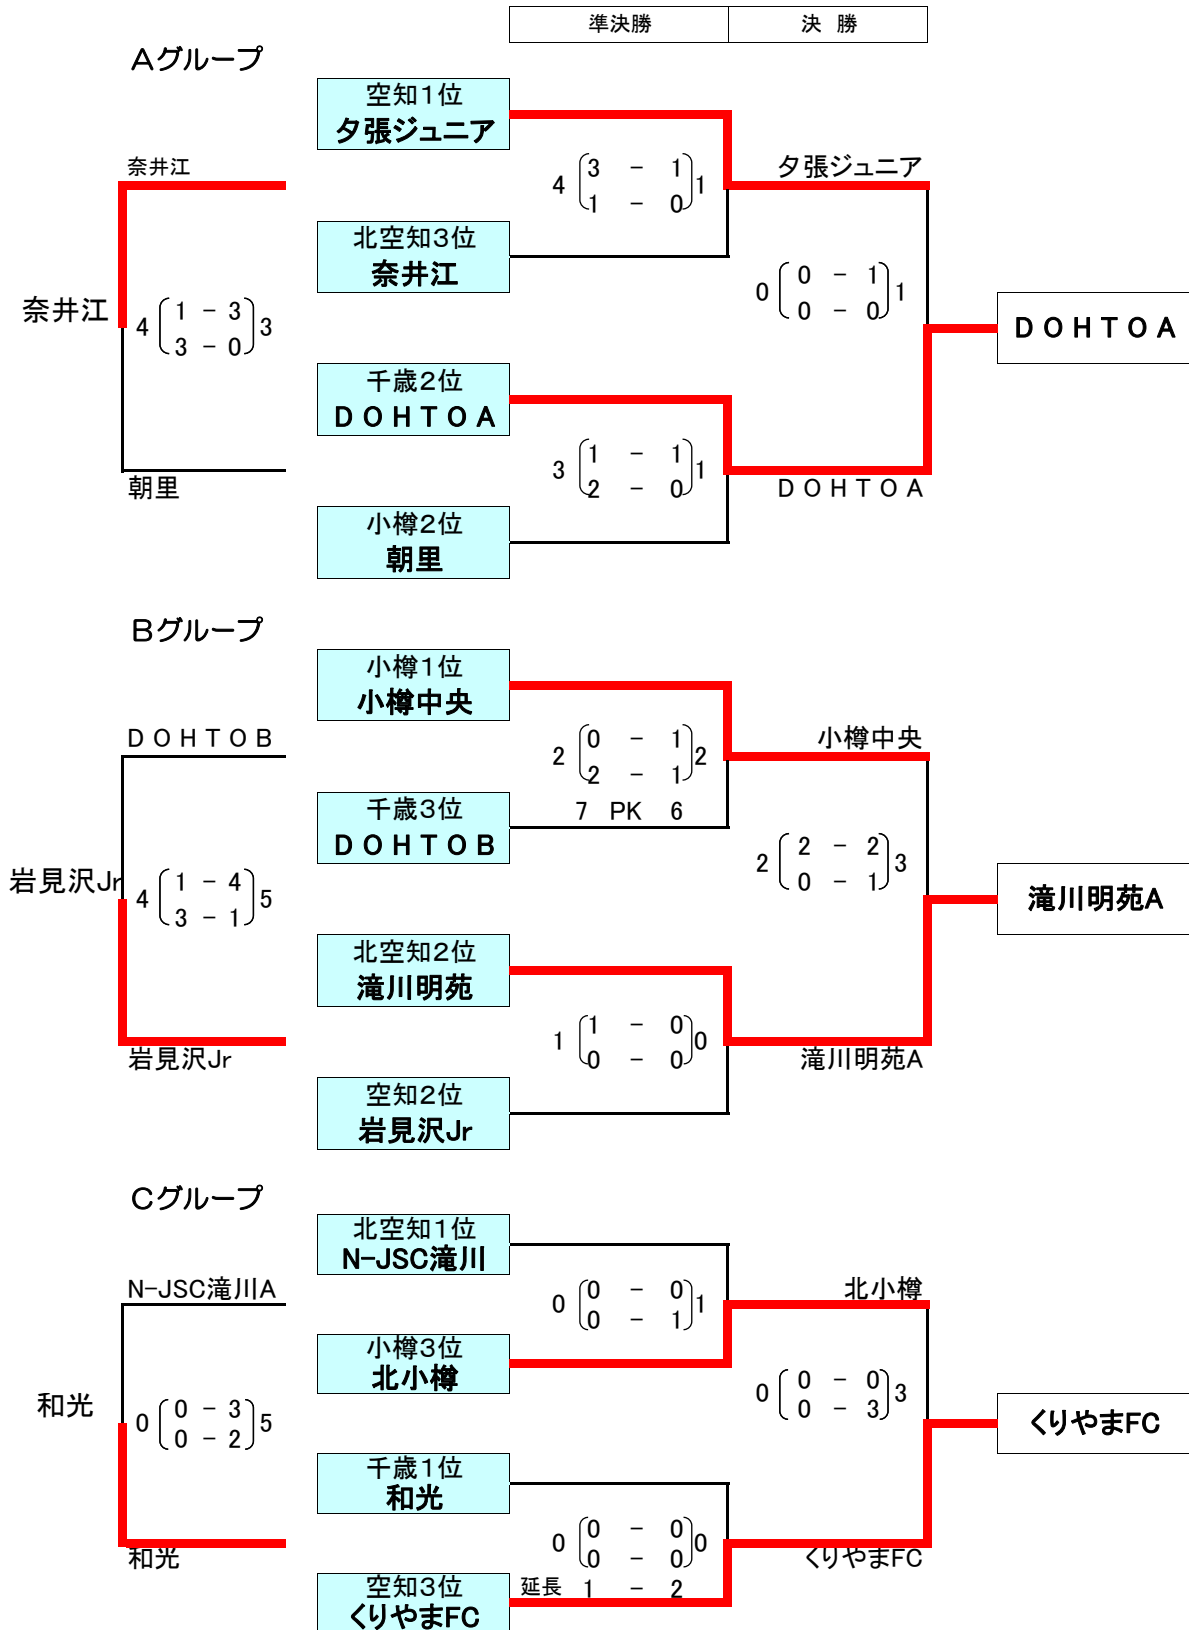 準決勝 決 勝
Aグループ
空知1位
夕張ジュニア
奈井江
4 3 - 1 1
1 - 0
夕張ジュニア
北空知3位
奈井江
奈井江
4 1 - 3 3
3 - 0
0 0 - 1 1
0 - 0
DOHTOA
千歳2位
DOHTOA
3 1 - 1 1
2 - 0
朝里
DOHTOA
小樽2位
朝里
Bグループ
小樽1位
小樽中央
DOHTOB
2 0 - 1 2
2 - 1
7 PK 6
小樽中央
千歳3位
DOHTOB
岩見沢Jr
4 1 - 4 5
3 - 1
2 2 - 2 3
0 - 1
滝川明苑A
北空知2位
滝川明苑
1 1 - 0 0
0 - 0
岩見沢Jr
滝川明苑A
空知2位
岩見沢Jr
Cグループ
北空知1位
N-JSC滝川
N-JSC滝川A
0 0 - 0 1
0 - 1
北小樽
小樽3位
北小樽
和光
0 0 - 3 5
0 - 2
0 0 - 0 3
0 - 3
くりやまFC
千歳1位
和光
0 0 - 0 0
0 - 0
延長 1 - 2
和光
くりやまFC
空知3位
くりやまFC